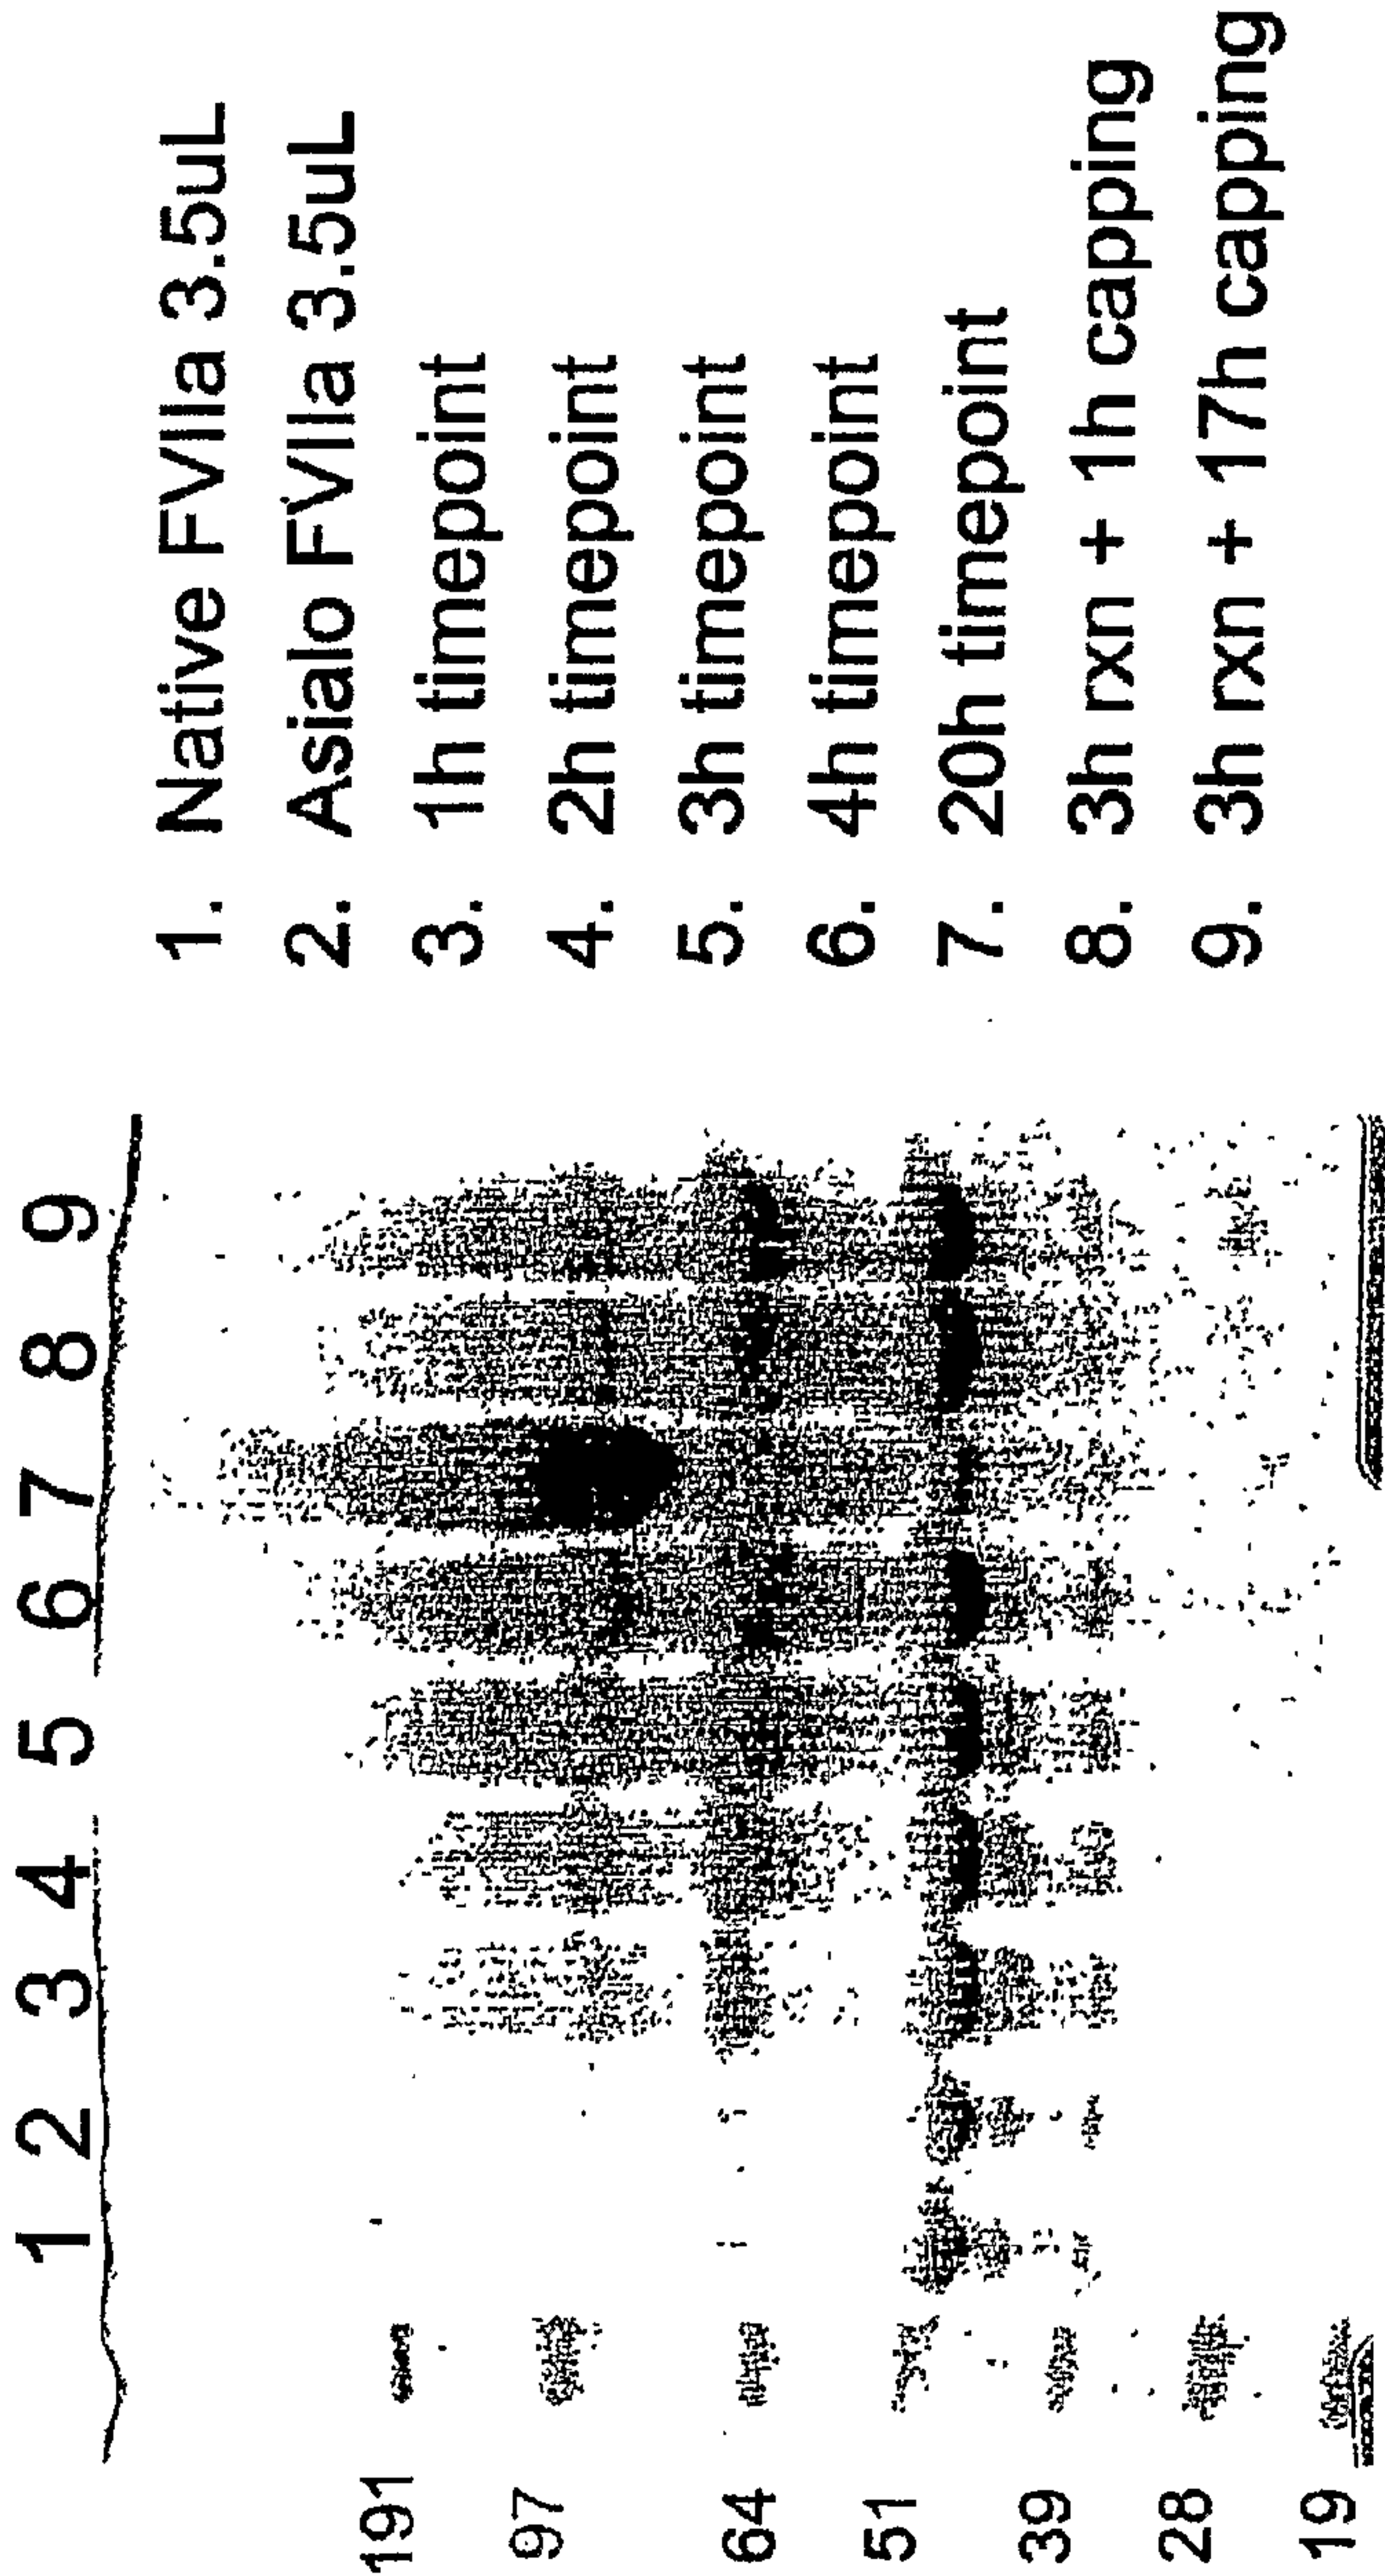 1 2 3 4 5 6 7 8 9
191
97
64
51
39
28
19
1. Native FVIIa 3.5uL
2. Asialo FVIIa 3.5uL
3. 1h timepoint
4. 2h timepoint
5. 3h timepoint
6. 4h timepoint
7. 20h timepoint
8. 3h rxn + 1h capping
9. 3h rxn + 17h capping